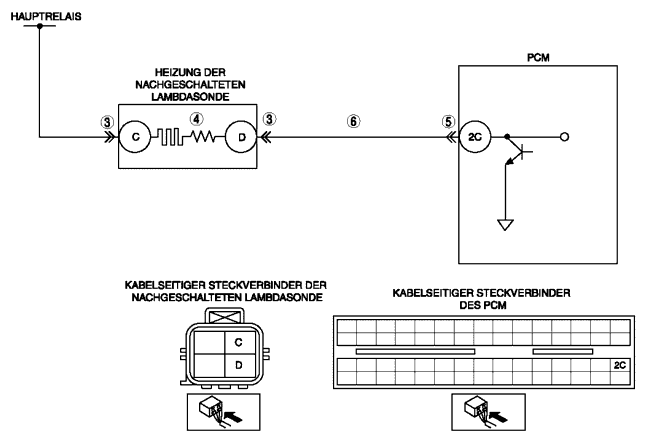 HAUPTRELAIS
HEIZUNG DER
NACHGESCHALTETEN
LAMBDASONDE
PCM
3
C
4
D
3
6
5
2C
KABELSEITIGER STECKVERBINDER DER
NACHGESCHALTETEN LAMBDASONDE
KABELSEITIGER STECKVERBINDER
DES PCM
C
D
2C